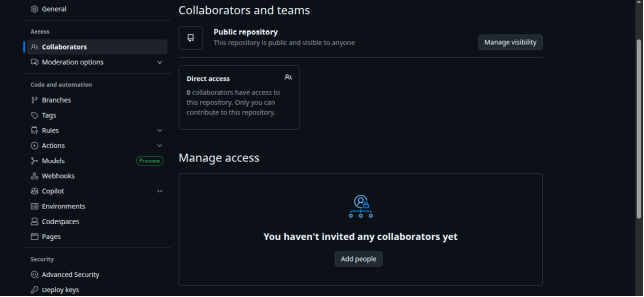 General
Access
Collaborators
Moderation options
Code and automation
Branches
Tags
Rules
Actions
Models Preview
Webhooks
Copilot
Environments
Codespaces
Pages
Security
Advanced Security
Deploy keys
Collaborators and teams
Public repository
This repository is public and visible to anyone
Manage visibility
Direct access
0 collaborators have access to
this repository. Only you can
contribute to this repository.
Manage access
You haven't invited any collaborators yet
Add people